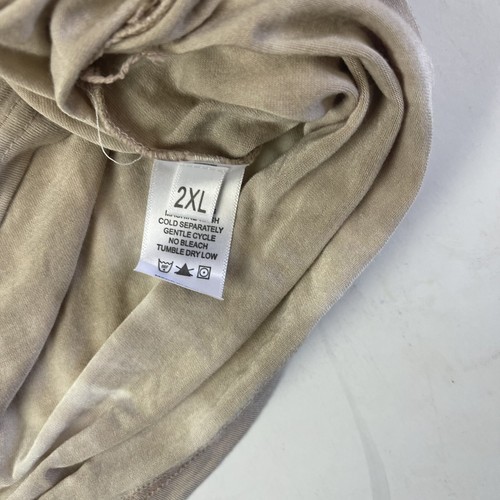 2XL
COLD SEPARATELY
GENTLE CYCLE
NO BLEACH
TUMBLE DRY LOW